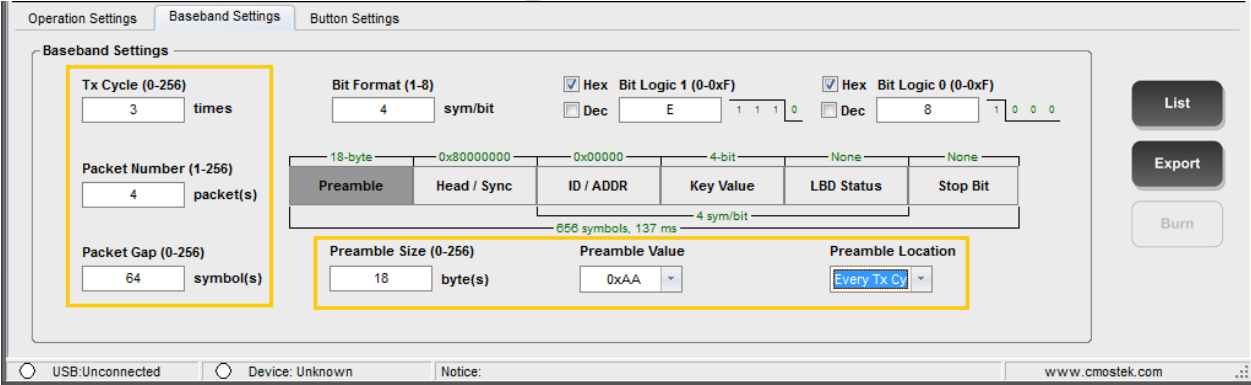 Operation Settings Baseband Settings Button Settings
Baseband Settings
Tx Cycle (0-256) Bit Format (1-8) Hex Bit Logic 1 (0-0xF) Hex Bit Logic 0 (0-0xF)
3 times 4 sym/bit Dec E 1 1 1 0 Dec 8 1 0 0 0
List
18-byte 0x80000000 0x00000 4-bit None None
Packet Number (1-256) Preamble Head / Sync ID / ADDR Key Value LBD Status Stop Bit
4 packet(s)
Export
4 sym/bit
656 symbols, 137 ms
Burn
Packet Gap (0-256) Preamble Size (0-256) Preamble Value Preamble Location
64 symbol(s) 18 byte(s) 0xAA Every Tx Cy
USB:Unconnected Device: Unknown Notice: www.cmostek.com